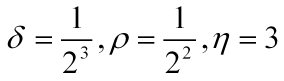 δ = 1/2³, ρ = 1/2², η = 3